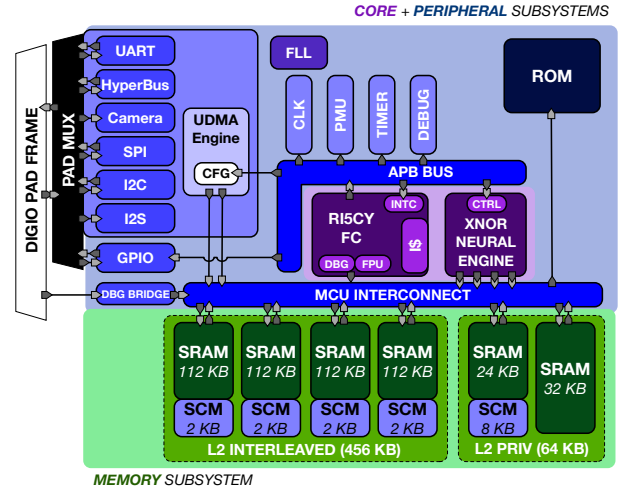 CORE + PERIPHERAL SUBSYSTEMS
DIGIO PAD FRAME
PAD MUX
UART
HyperBus
Camera
SPI
I2C
I2S
GPIO
DBG BRIDGE
UDMA
Engine
CFG
FLL
CLK
PMU
TIMER
DEBUG
ROM
APB BUS
RI5CY
FC
INTC
I$
DBG
FPU
CTRL
XNOR
NEURAL
ENGINE
MCU INTERCONNECT
SRAM
112 KB
SCM
2 KB
SRAM
112 KB
SCM
2 KB
SRAM
112 KB
SCM
2 KB
SRAM
112 KB
SCM
2 KB
L2 INTERLEAVED (456 KB)
SRAM
24 KB
SCM
8 KB
SRAM
32 KB
L2 PRIV (64 KB)
MEMORY SUBSYSTEM